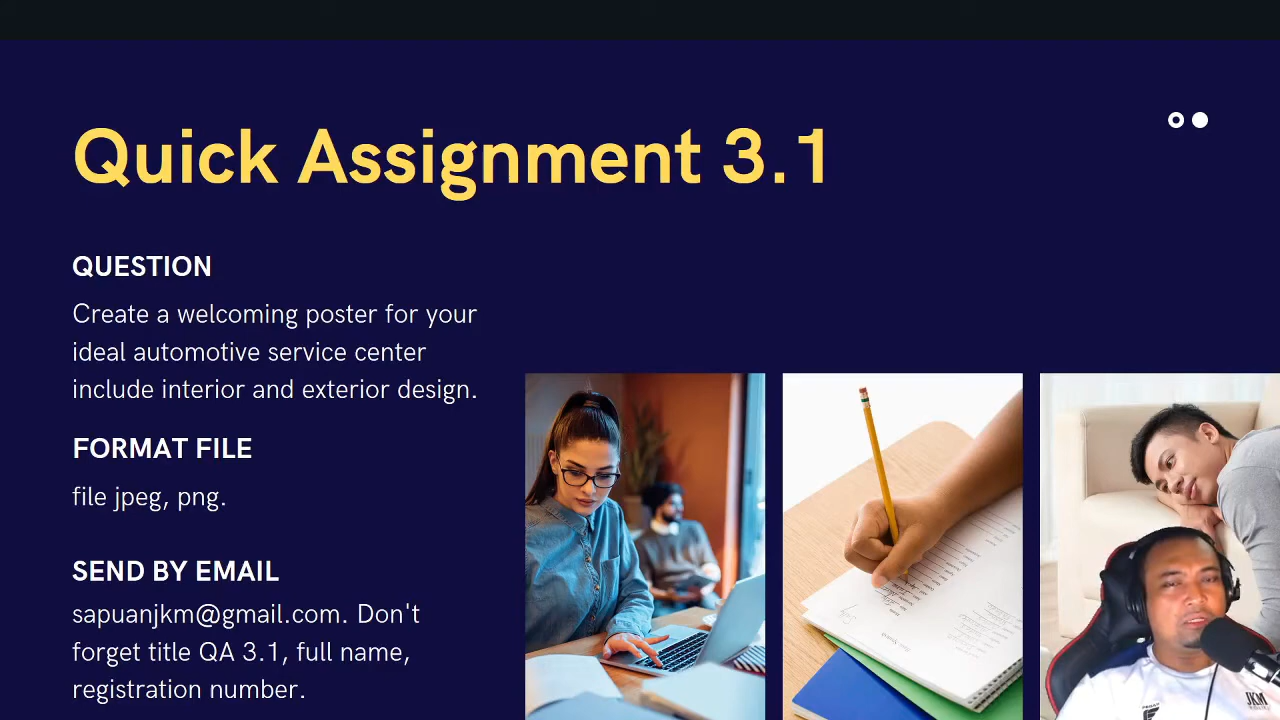 Quick Assignment 3.1
QUESTION
Create a welcoming poster for your
ideal automotive service center
include interior and exterior design.
FORMAT FILE
file jpeg, png.
SEND BY EMAIL
sapuanjkm@gmail.com. Don't
forget title QA 3.1, full name,
registration number.
JKM